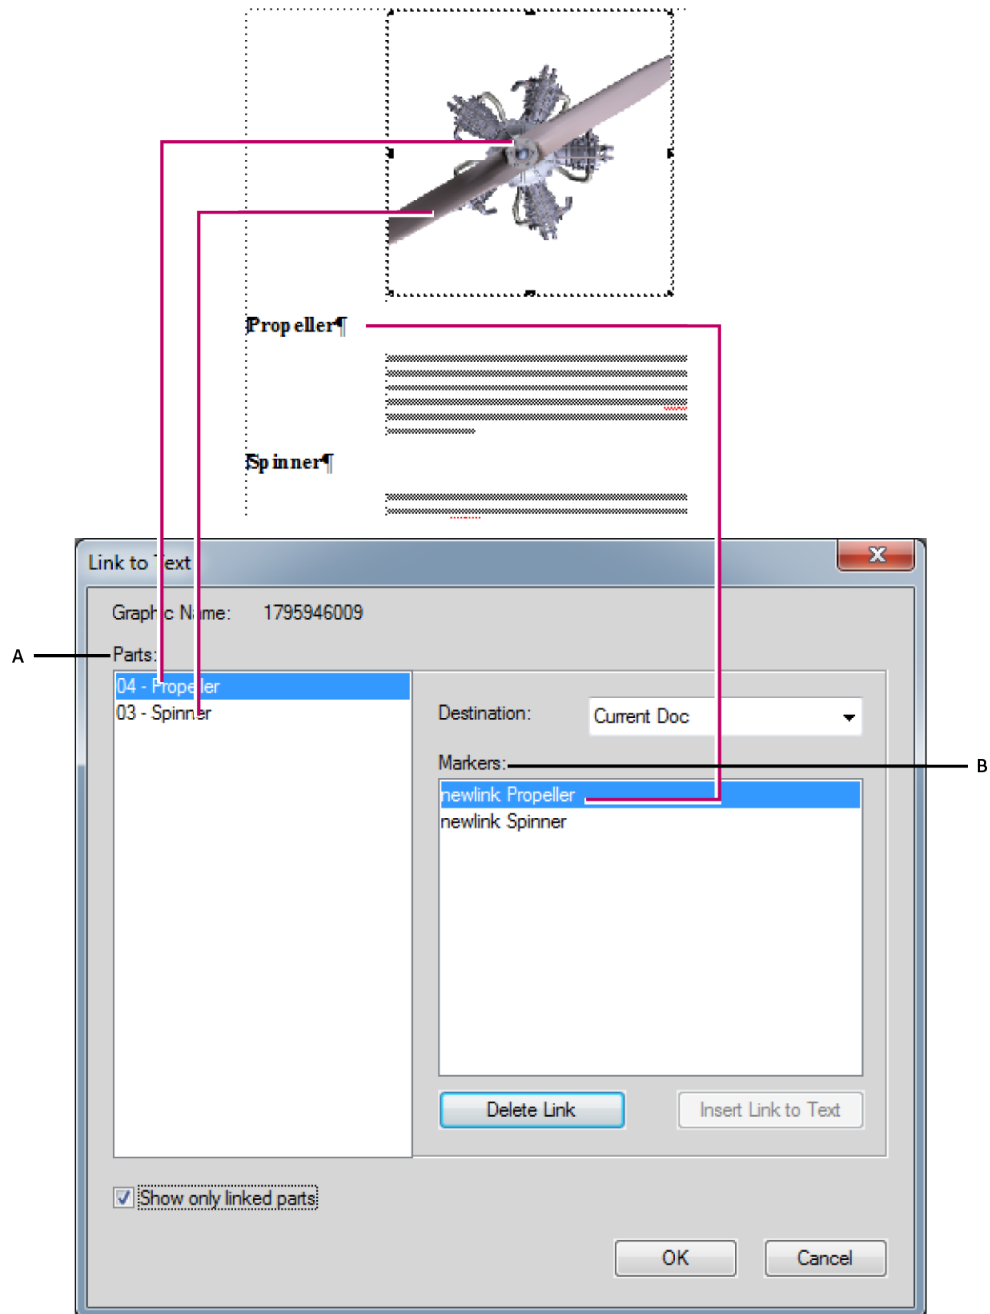 Propeller¶
Spinner¶
Link to Text
Graphic Name: 1795946009
A
Parts:
04 - Propeller
03 - Spinner
Destination: Current Doc
Markers:
B
newlink Propeller
newlink Spinner
Delete Link
Insert Link to Text
Show only linked parts
OK
Cancel